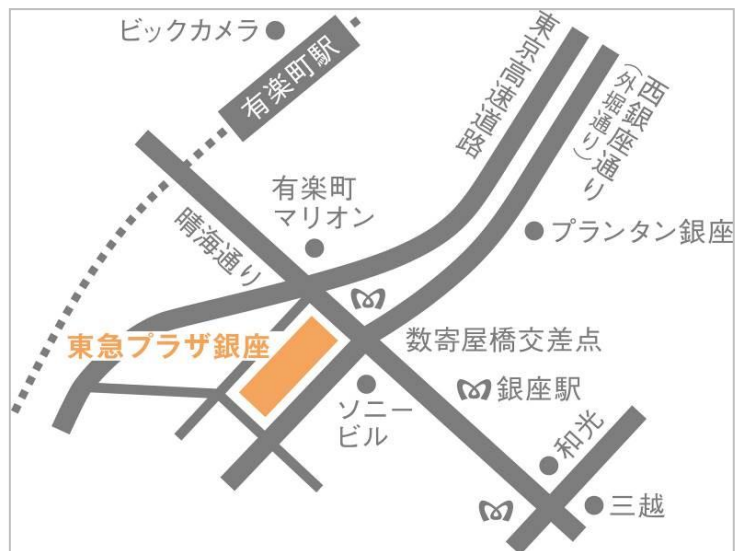 ビックカメラ
有楽町駅
東京高速道路
西銀座通り
(外堀通り)
有楽町
マリオン
晴海通り
プランタン銀座
東急プラザ銀座
数寄屋橋交差点
銀座駅
ソニー
ビル
和光
三越